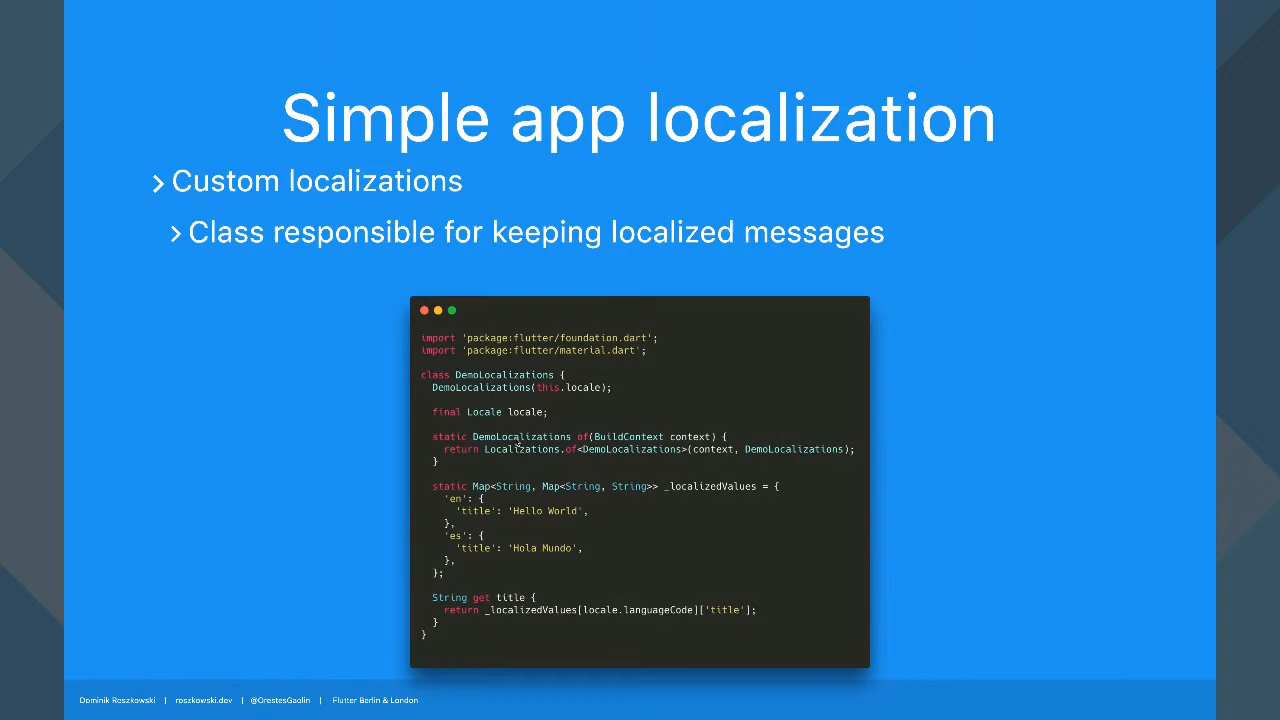 Simple app localization
Custom localizations
Class responsible for keeping localized messages
import 'package:flutter/foundation.dart';
import 'package:flutter/material.dart';
class DemoLocalizations {
DemoLocalizations(this.locale);
final Locale locale;
static DemoLocalizations of(BuildContext context) {
return Localizations.of<DemoLocalizations>(context, DemoLocalizations);
}
static Map<String, Map<String, String>> _localizedValues = {
'en': {
'title': 'Hello World',
},
'es': {
'title': 'Hola Mundo',
},
};
String get title {
return _localizedValues[locale.languageCode]['title'];
}
}
Dominik Roszkowski | roszkowski.dev | @OrestesGaolin | Flutter Berlin & London